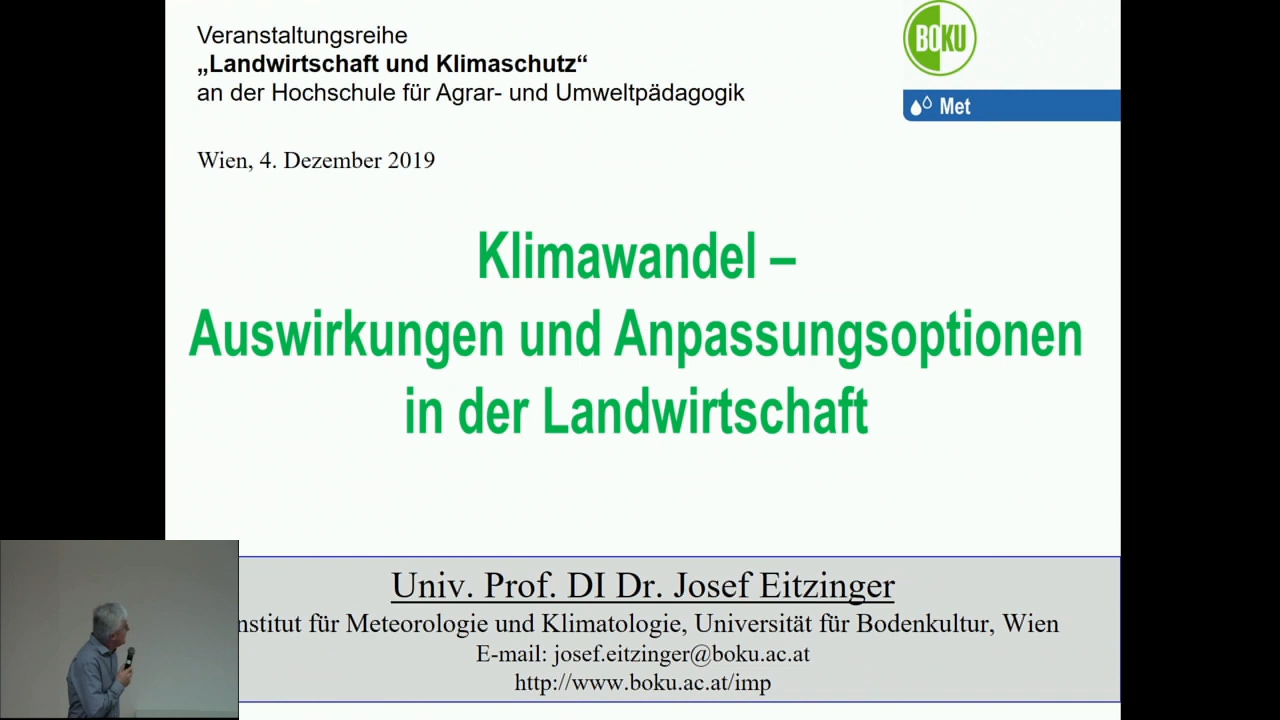 Veranstaltungsreihe
„Landwirtschaft und Klimaschutz“
an der Hochschule für Agrar- und Umweltpädagogik
BOKU
Met
Wien, 4. Dezember 2019
Klimawandel –
Auswirkungen und Anpassungsoptionen
in der Landwirtschaft
Univ. Prof. DI Dr. Josef Eitzinger
nstitut für Meteorologie und Klimatologie, Universität für Bodenkultur, Wien
E-mail: josef.eitzinger@boku.ac.at
http://www.boku.ac.at/imp